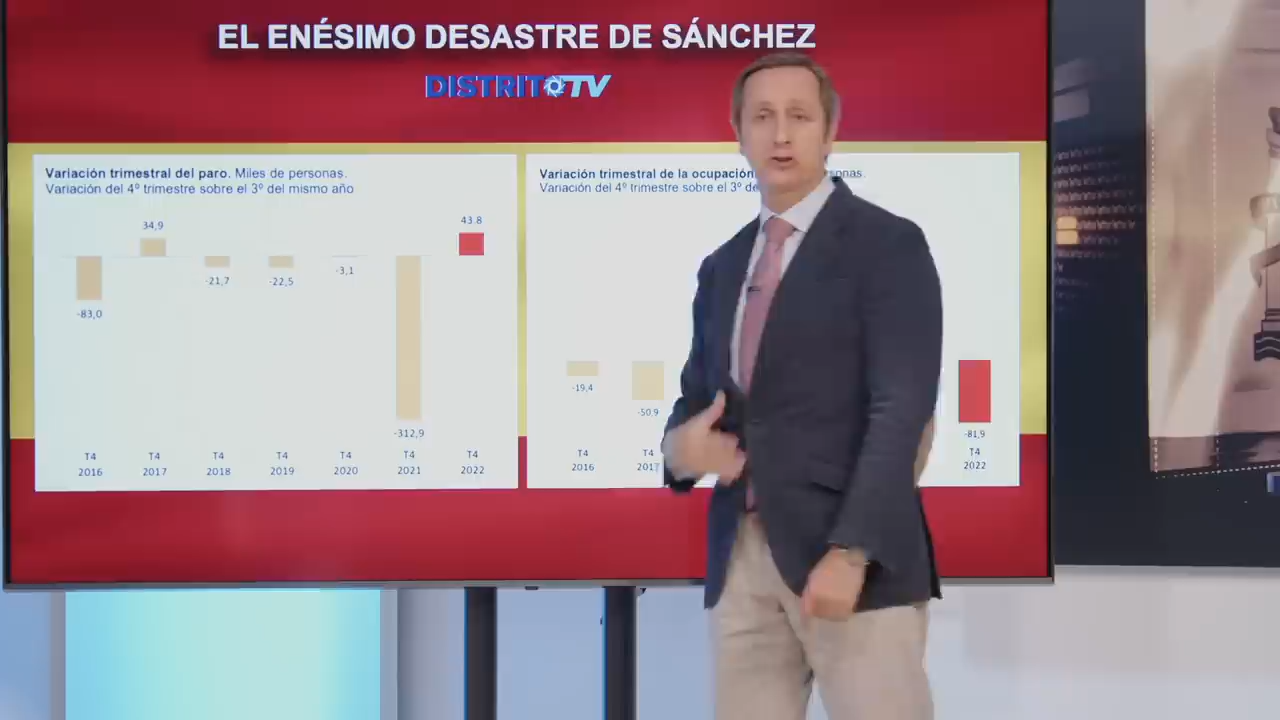 EL ENÉSIMO DESASTRE DE SÁNCHEZ
DISTRITO TV
Variación trimestral del paro. Miles de personas.
Variación del 4º trimestre sobre el 3º del mismo año
34,9
43.8
-83,0
-21,7
-22,5
-3,1
-312,9
T4 T4 T4 T4 T4 T4 T4
2016 2017 2018 2019 2020 2021 2022
Variación trimestral de la ocupación
Variación del 4º trimestre sobre el 3º
-19,4
-50,9
-81,9
T4 T4 T4
2016 2017 2022